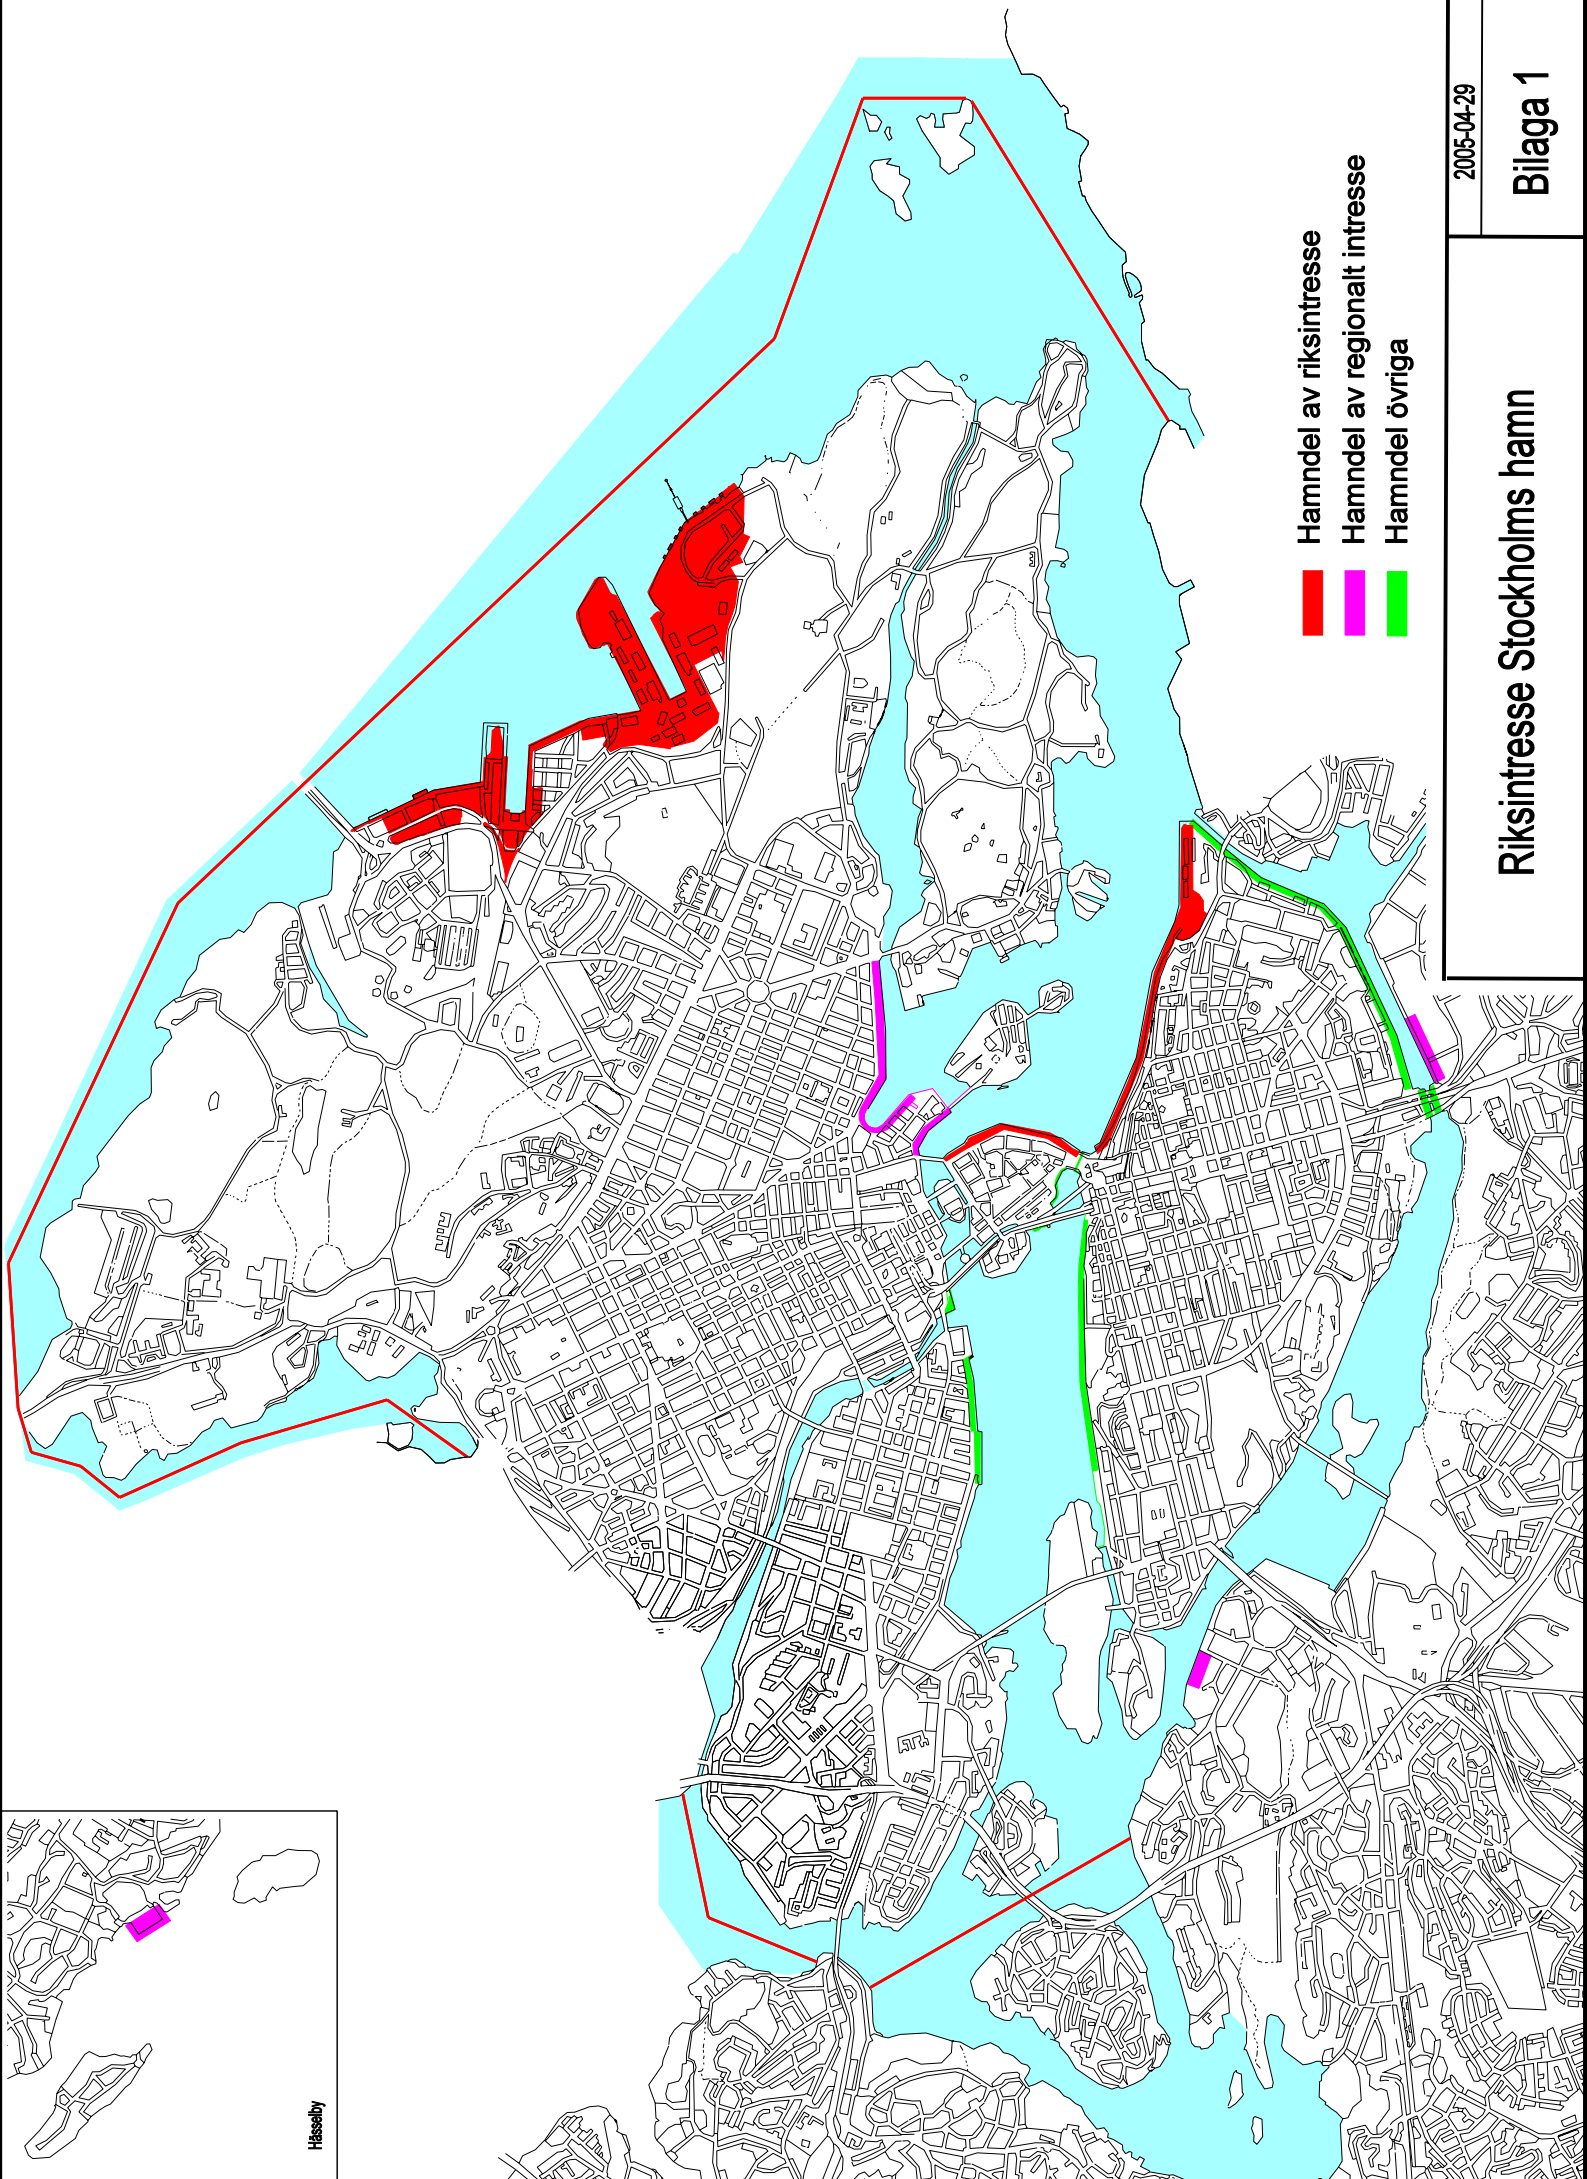 Hamndel av riksintresse
Hamndel av regionalt intresse
Hamndel övriga
Riksintresse Stockholms hamn
2005-04-29
Bilaga 1
Hässelby